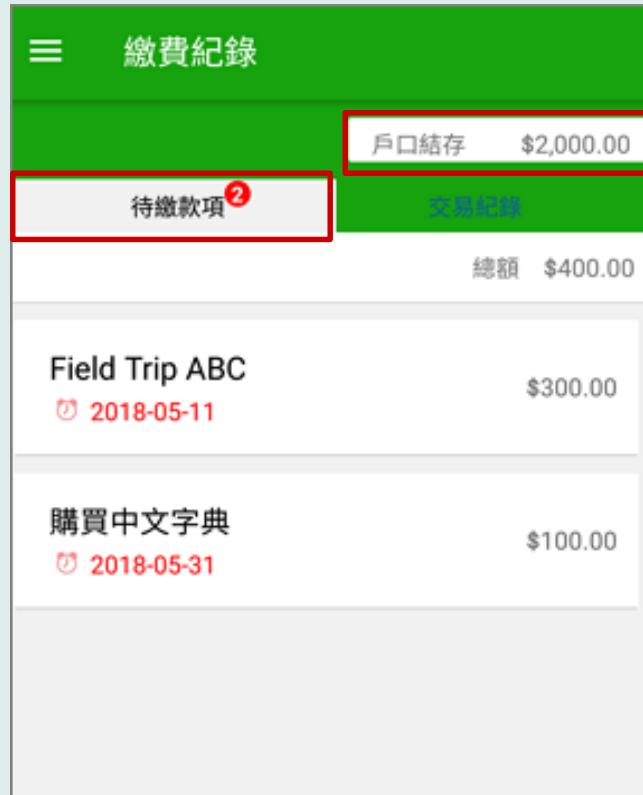 繳費紀錄
戶口結存 $2,000.00
待繳款項 2 交易紀錄
總額 $400.00
Field Trip ABC $300.00
2018-05-11
購買中文字典 $100.00
2018-05-31